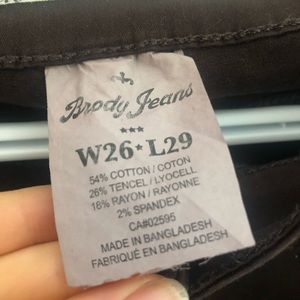 Brody Jeans
★★★
W26★L29
54% COTTON / COTON
26% TENCEL / LYOCELL
18% RAYON / RAYONNE
2% SPANDEX
CA#02595
MADE IN BANGLADESH
FABRIQUÉ EN BANGLADESH